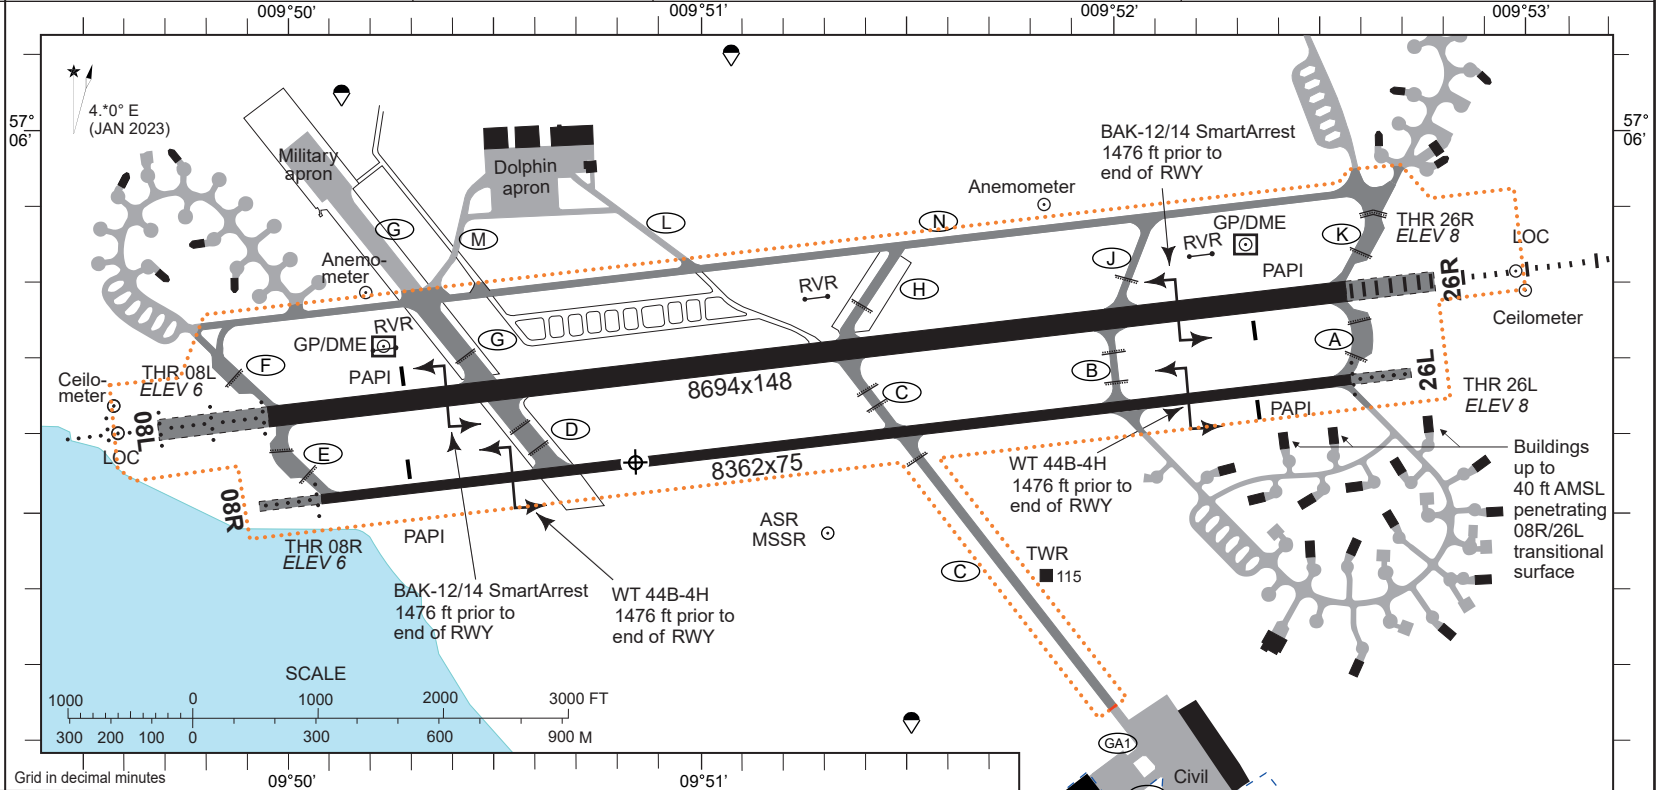 009°50'
009°51'
009°52'
009°53'
57°
06'
57°
06'
4.*0° E
(JAN 2023)
Military
apron
Dolphin
apron
BAK-12/14 SmartArrest
1476 ft prior to
end of RWY
Anemometer
G
M
L
N
J
GP/DME
RVR
K
THR 26R
ELEV 8
LOC
PAPI
26R
Ceilometer
Anemo-
meter
RVR
H
RVR
GP/DME
G
F
PAPI
THR 08L
ELEV 6
Ceilo-
meter
08L
LOC
8694x148
B
A
26L
THR 26L
ELEV 8
C
PAPI
D
E
8362x75
WT 44B-4H
1476 ft prior to
end of RWY
Buildings
up to
40 ft AMSL
penetrating
08R/26L
transitional
surface
08R
THR 08R
ELEV 6
PAPI
ASR
MSSR
TWR
115
C
BAK-12/14 SmartArrest
1476 ft prior to
end of RWY
WT 44B-4H
1476 ft prior to
end of RWY
SCALE
1000 0 1000 2000 3000 FT
300 200 100 0 300 600 900 M
GA1
Civil
Grid in decimal minutes
009°50'
009°51'